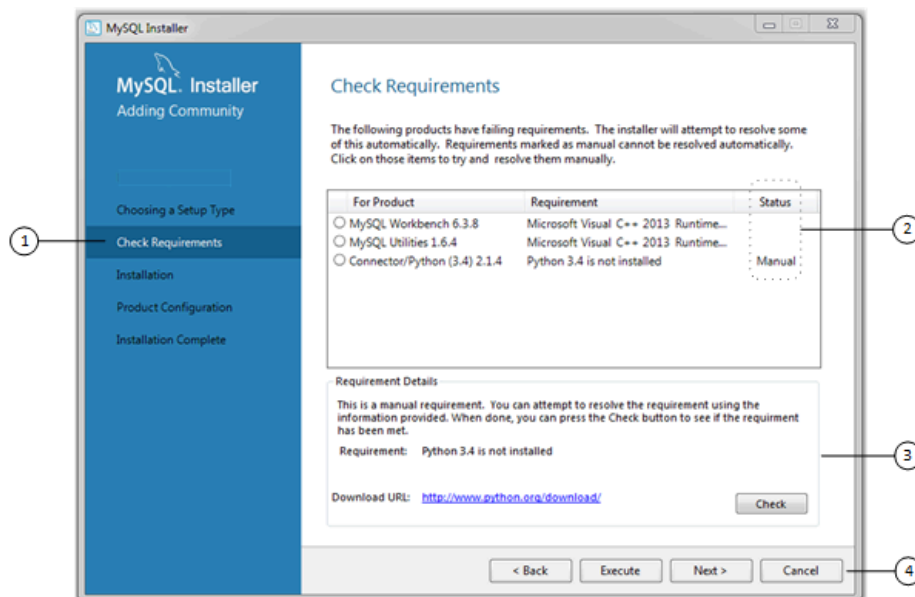 MySQL Installer
MySQL. Installer
Adding Community
Choosing a Setup Type
Check Requirements
Installation
Product Configuration
Installation Complete
1
Check Requirements
The following products have failing requirements. The installer will attempt to resolve some
of this automatically. Requirements marked as manual cannot be resolved automatically.
Click on those items to try and resolve them manually.
For Product Requirement Status
MySQL Workbench 6.3.8 Microsoft Visual C++ 2013 Runtime...
MySQL Utilities 1.6.4 Microsoft Visual C++ 2013 Runtime...
Connector/Python (3.4) 2.1.4 Python 3.4 is not installed Manual
2
Requirement Details
This is a manual requirement. You can attempt to resolve the requirement using the
information provided. When done, you can press the Check button to see if the requirment
has been met.
Requirement: Python 3.4 is not installed
3
Download URL: http://www.python.org/download/
Check
< Back Execute Next > Cancel
4